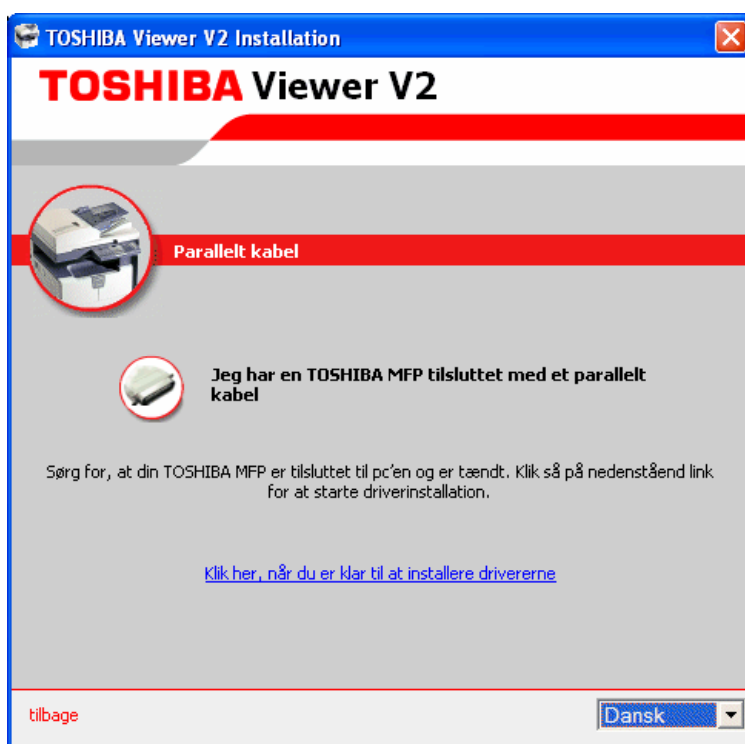 TOSHIBA Viewer V2 Installation
TOSHIBA Viewer V2
Parallelt kabel
Jeg har en TOSHIBA MFP tilsluttet med et parallelt
kabel
Sørg for, at din TOSHIBA MFP er tilsluttet til pc'en og er tændt. Klik så på nedenståend link
for at starte driverinstallation.
Klik her, når du er klar til at installere drivererne
tilbage
Dansk